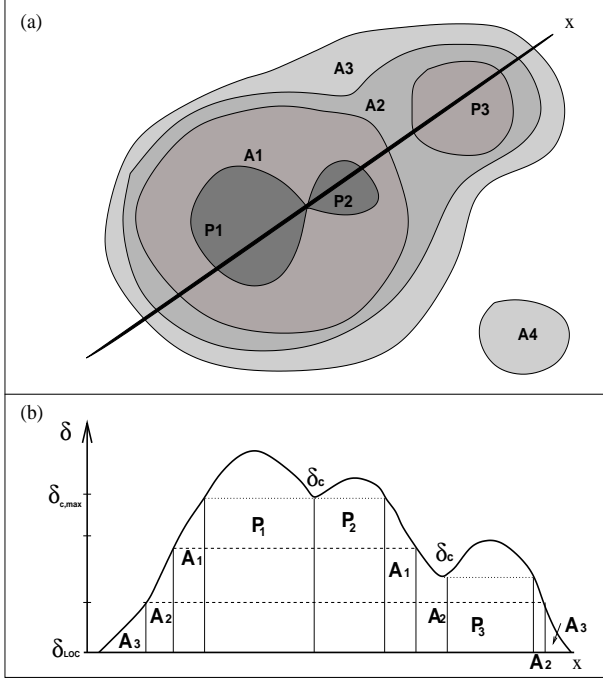 (a)
x
A3
A2
P3
A1
P2
P1
A4
(b)
δ
δc
δc,max
P1 P2
δc
A1 A1
A2 A2 P3 A3
A3
δLOC A2 x